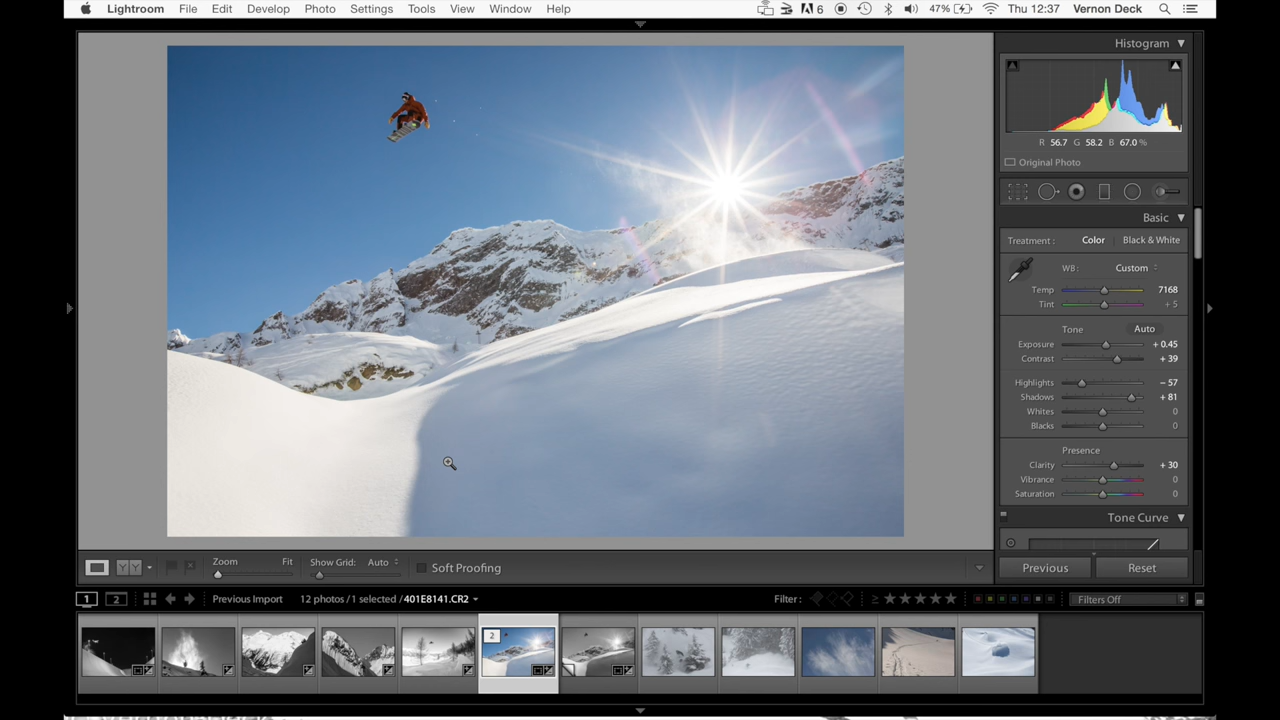 Lightroom File Edit Develop Photo Settings Tools View Window Help 6 47% Thu 12:37 Vernon Deck
Histogram
R 56.7 G 58.2 B 67.0 %
Original Photo
Basic
Treatment : Color Black & White
WB : Custom
Temp 7168
Tint + 5
Tone Auto
Exposure + 0.45
Contrast + 39
Highlights − 57
Shadows + 81
Whites 0
Blacks 0
Presence
Clarity + 30
Vibrance 0
Saturation 0
Tone Curve
Zoom Fit Show Grid: Auto Soft Proofing Previous Reset
1 2 Previous Import 12 photos / 1 selected / 401E8141.CR2 Filter : Filters Off
2